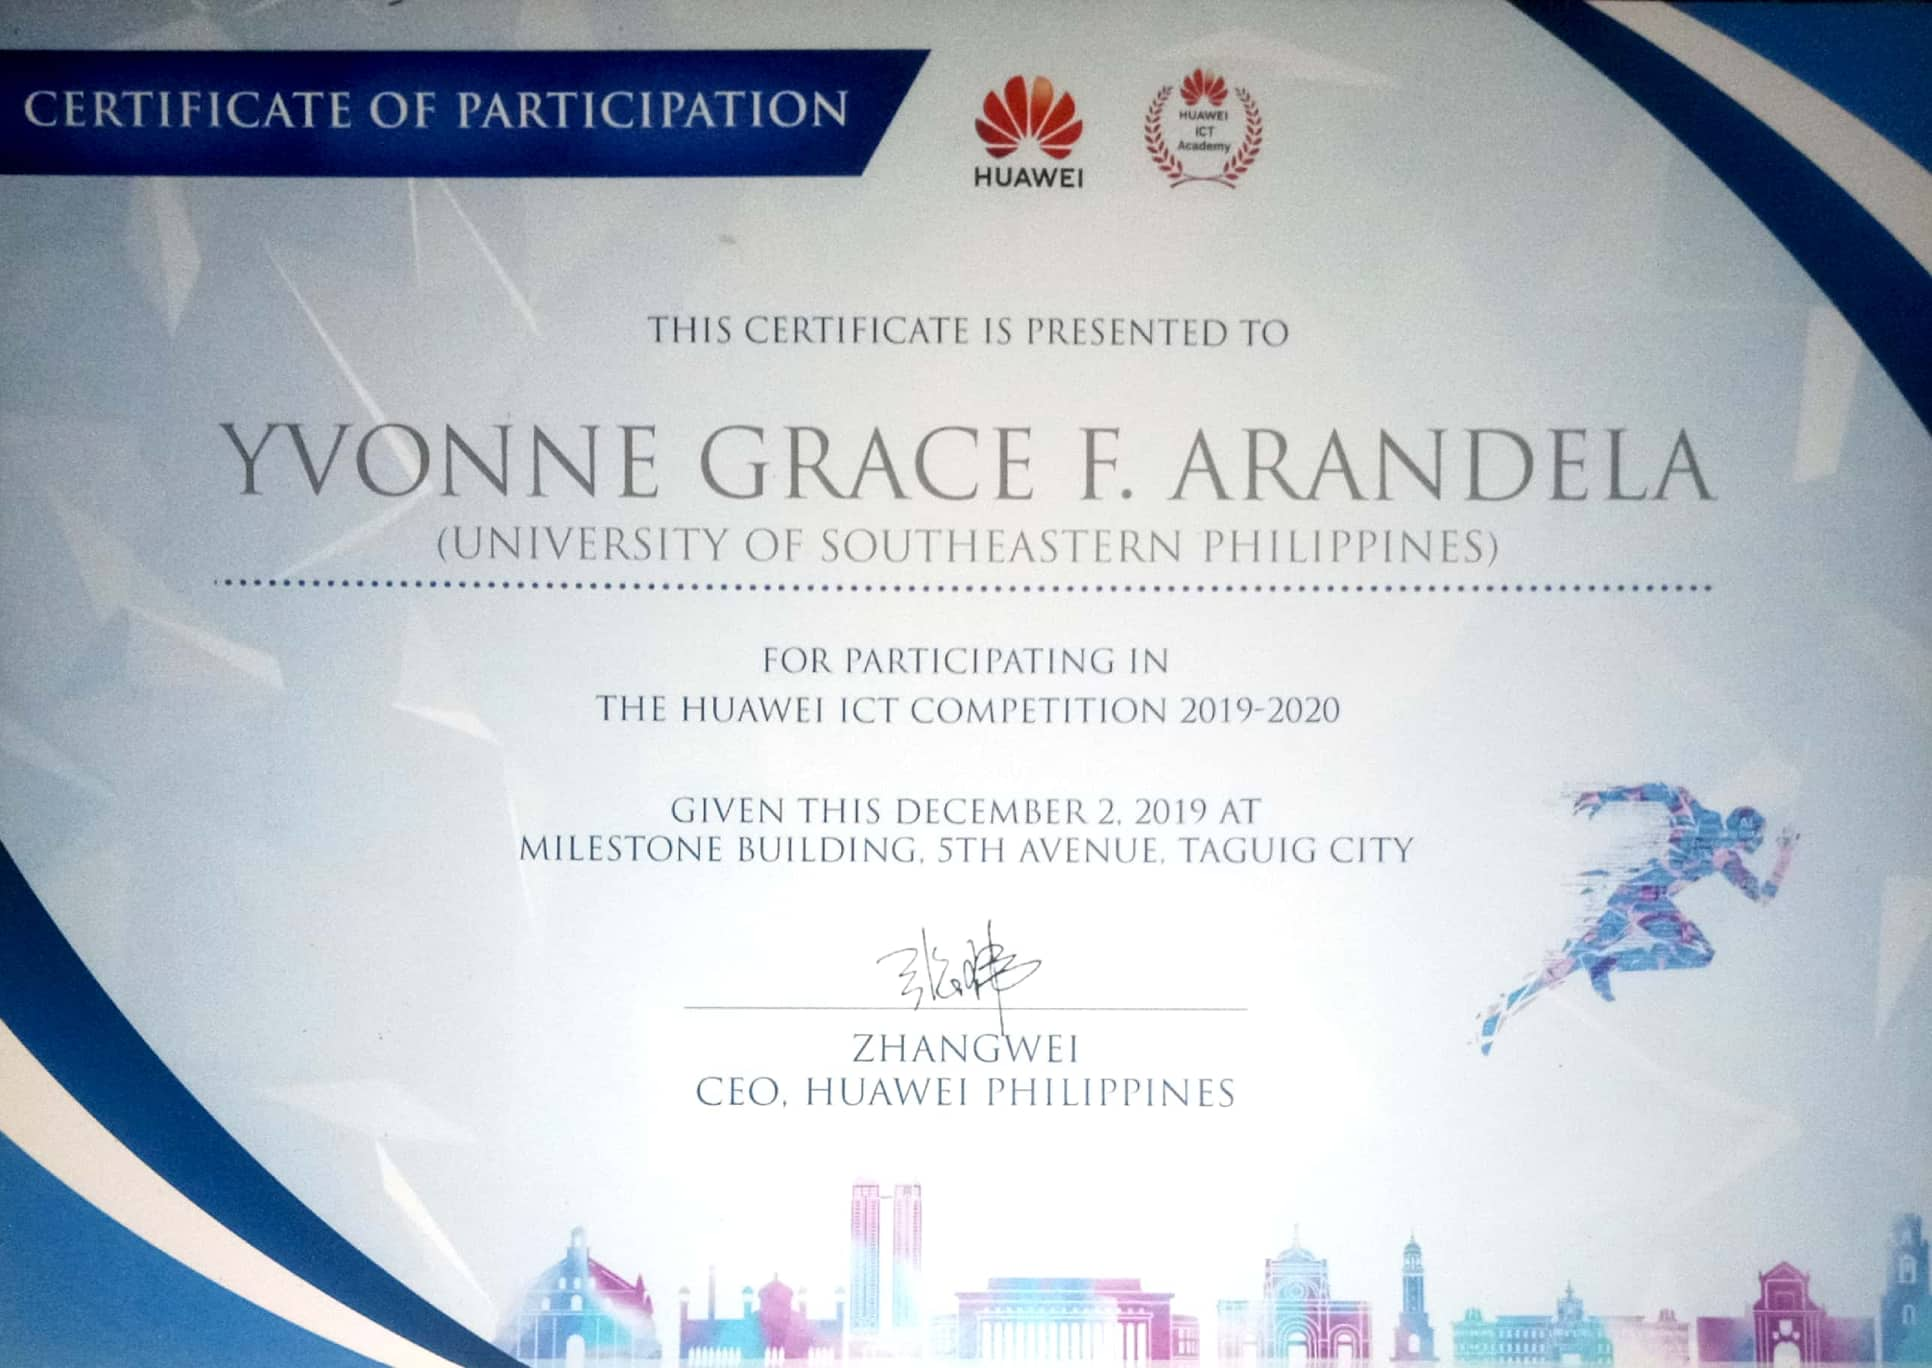 CERTIFICATE OF PARTICIPATION
HUAWEI
HUAWEI
ICT
Academy
THIS CERTIFICATE IS PRESENTED TO
YVONNE GRACE F. ARANDELA
(UNIVERSITY OF SOUTHEASTERN PHILIPPINES)
FOR PARTICIPATING IN
THE HUAWEI ICT COMPETITION 2019-2020
GIVEN THIS DECEMBER 2, 2019 AT
MILESTONE BUILDING, 5TH AVENUE, TAGUIG CITY
ZHANGWEI
CEO, HUAWEI PHILIPPINES